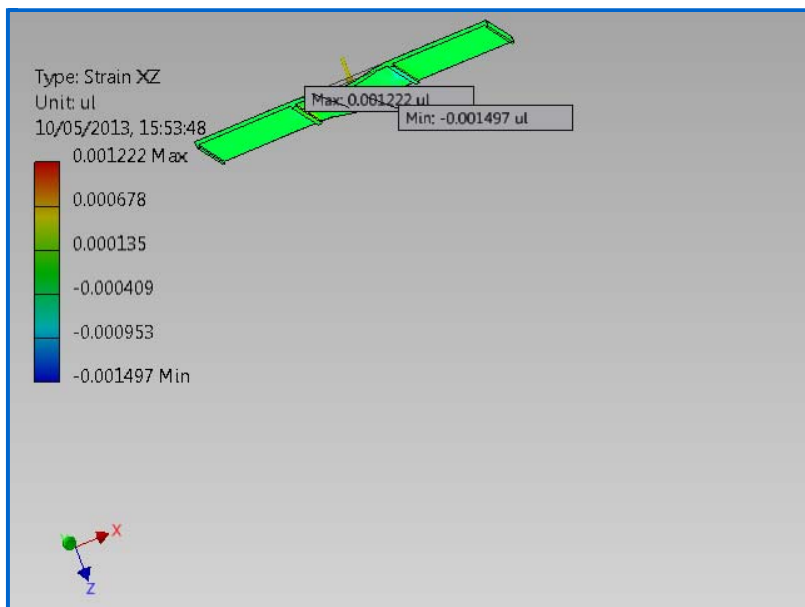 Type: Strain XZ
Unit: ul
10/05/2013, 15:53:48
Max: 0.001222 ul
Min: -0.001497 ul
0.001222 Max
0.000678
0.000135
-0.000409
-0.000953
-0.001497 Min
X
Z